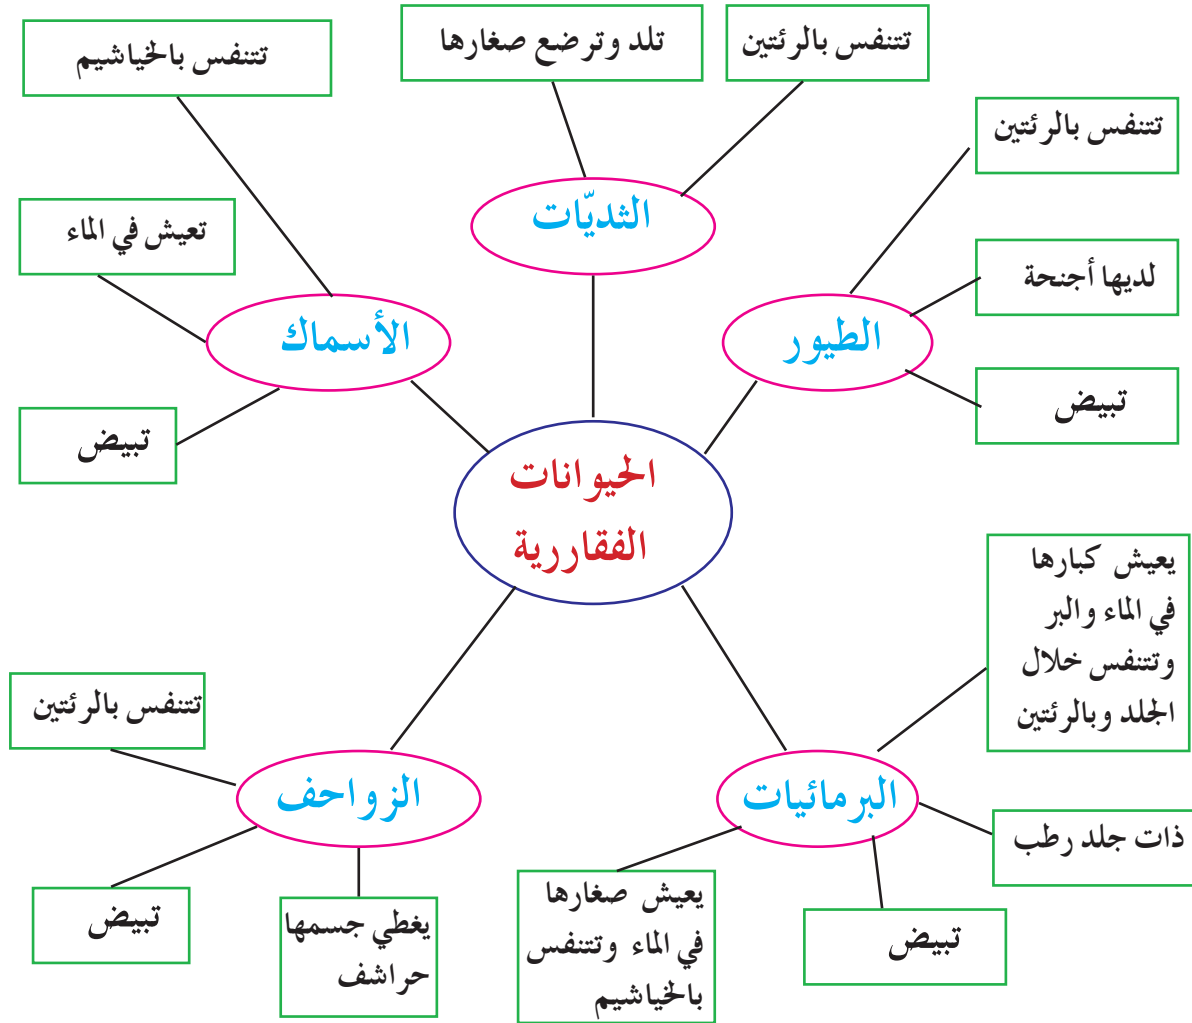 تتنفس بالرئتين
تلد وترضع صغارها
تتنفس بالخياشيم
تتنفس بالرئتين
الثديّات
تعيش في الماء
لديها أجنحة
الطيور
الأسماك
تبيض
تبيض
الحيوانات
الفقاررية
يعيش كبارها
في الماء والبر
وتتنفس خلال
الجلد وبالرئتين
تتنفس بالرئتين
البرمائيات
الزواحف
ذات جلد رطب
تبيض
يعيش صغارها
في الماء وتتنفس
بالخياشيم
يغطي جسمها
حراشف
تبيض